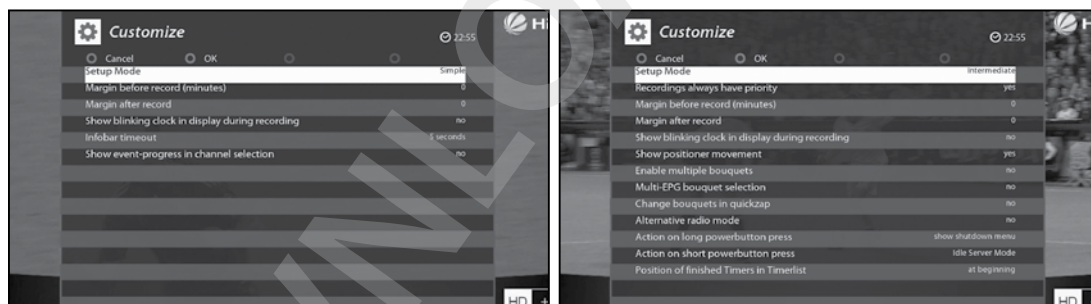 Customize
22:55
Cancel OK
Setup Mode Simple
Margin before record (minutes) 0
Margin after record 0
Show blinking clock in display during recording no
Infobar timeout 5 seconds
Show event-progress in channel selection no
HD +
Customize
22:55
Cancel OK
Setup Mode Intermediate
Recordings always have priority yes
Margin before record (minutes) 0
Margin after record 0
Show blinking clock in display during recording no
Show positioner movement yes
Enable multiple bouquets no
Multi-EPG bouquet selection no
Change bouquets in quickzap no
Alternative radio mode no
Action on long powerbutton press show shutdown menu
Action on short powerbutton press Idle Server Mode
Position of finished Timers in Timerlist at beginning
HD